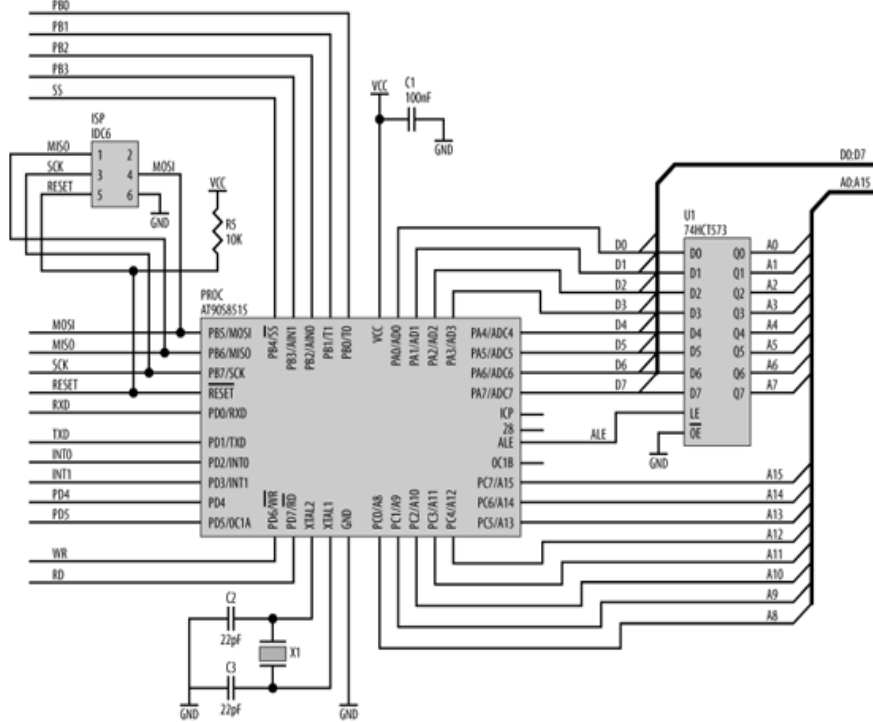 PB0
PB1
PB2
PB3
SS
VCC
C1
100nF
GND
ISP
IDC6
MISO 1 2
SCK 3 4 MOSI
RESET 5 6
GND
VCC
R5
10K
D0:D7
A0:A15
U1
74HCT573
D0 D0 Q0 A0
D1 D1 Q1 A1
D2 D2 Q2 A2
D3 D3 Q3 A3
D4 D4 Q4 A4
D5 D5 Q5 A5
D6 D6 Q6 A6
D7 D7 Q7 A7
LE
OE
GND
PROC
AT90S8515
PB4/SS PB3/AIN1 PB2/AIN0 PB1/T1 PB0/T0 VCC PA0/AD0 PA1/AD1 PA2/AD2 PA3/AD3
MOSI PB5/MOSI PA4/ADC4
MISO PB6/MISO PA5/ADC5
SCK PB7/SCK PA6/ADC6
RESET RESET PA7/ADC7
RXD PD0/RXD ICP
28
TXD PD1/TXD ALE ALE
INT0 PD2/INT0 OC1B
INT1 PD3/INT1 PC7/A15 A15
PD4 PD4 PC6/A14 A14
PD5 PD5/OC1A PC5/A13 A13
PD6/WR PD7/RD XTAL2 XTAL1 GND PC0/A8 PC1/A9 PC2/A10 PC3/A11 PC4/A12
A12
WR
A11
RD
A10
A9
A8
C2
22pF
X1
C3
22pF
GND
GND